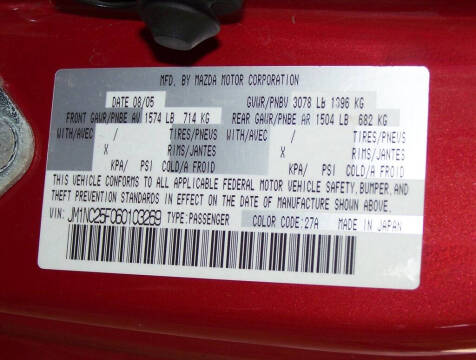 MFD. BY MAZDA MOTOR CORPORATION
DATE 08/05 GVWR/PNBV 3078 LB 1396 KG
FRONT GAWR/PNBE AV 1574 LB 714 KG REAR GAWR/PNBE AR 1504 LB 682 KG
WITH/AVEC / TIRES/PNEUS WITH/AVEC / TIRES/PNEUS
X RIMS/JANTES X RIMS/JANTES
KPA/ PSI COLD/A FROID KPA/ PSI COLD/A FROID
THIS VEHICLE CONFORMS TO ALL APPLICABLE FEDERAL MOTOR VEHICLE SAFETY, BUMPER, AND
THEFT PREVENTION STANDARDS IN EFFECT ON THE DATE OF MANUFACTURE SHOWN ABOVE.
VIN: JM1NC25F060103269 TYPE: PASSENGER COLOR CODE: 27A MADE IN JAPAN